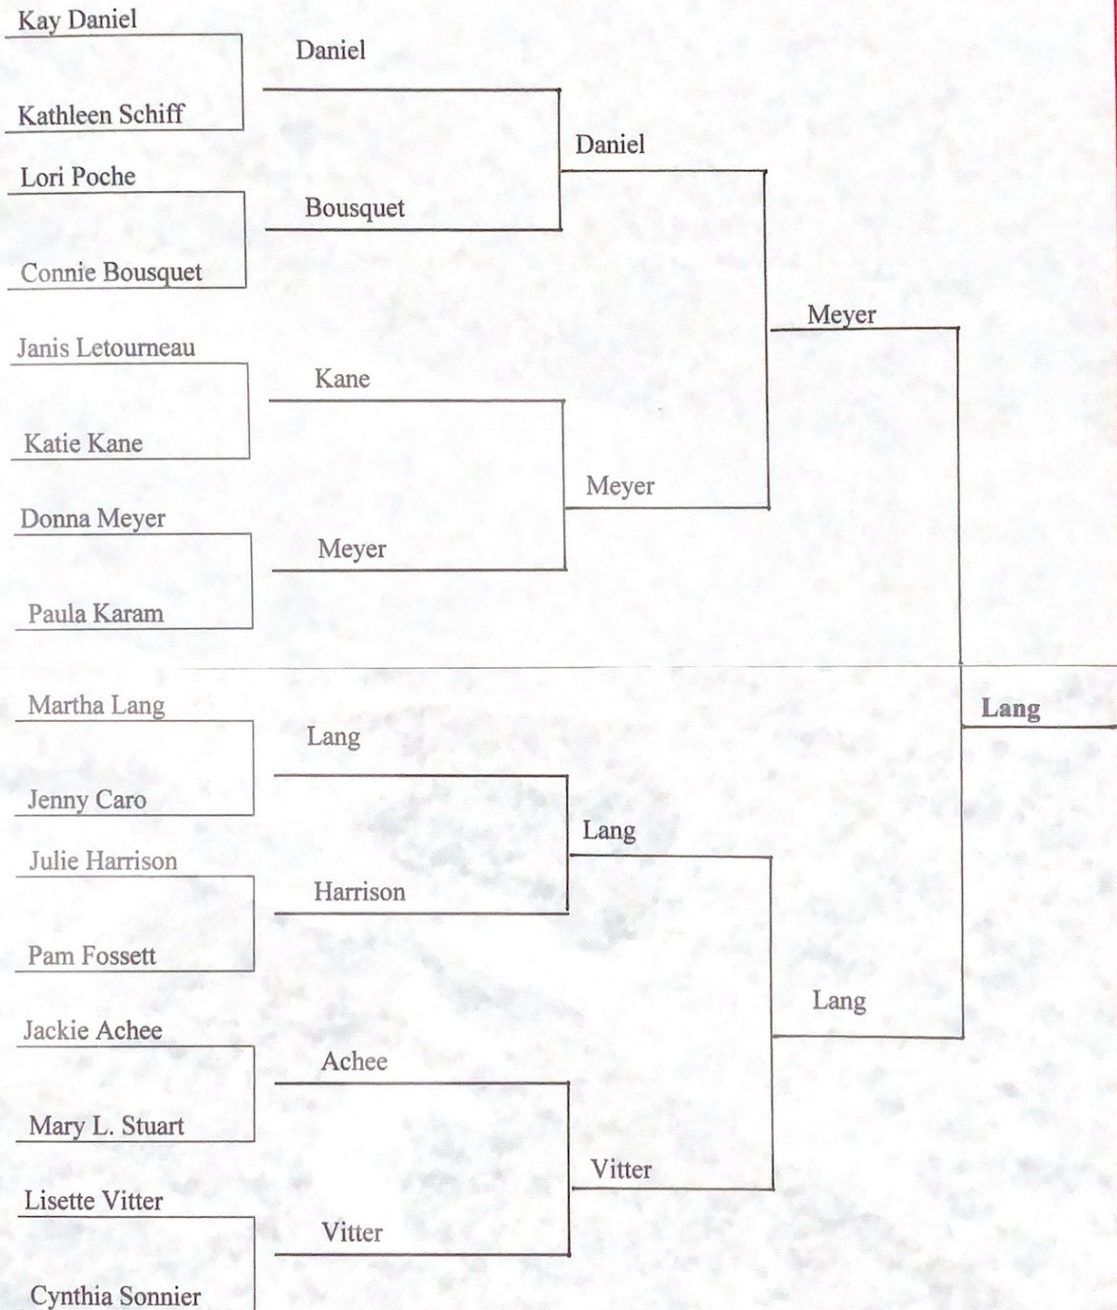 Kay Daniel
Kathleen Schiff
Lori Poche
Connie Bousquet
Janis Letourneau
Katie Kane
Donna Meyer
Paula Karam
Martha Lang
Jenny Caro
Julie Harrison
Pam Fossett
Jackie Achee
Mary L. Stuart
Lisette Vitter
Cynthia Sonnier
Daniel
Bousquet
Kane
Meyer
Lang
Harrison
Achee
Vitter
Daniel
Meyer
Lang
Vitter
Meyer
Lang
Lang